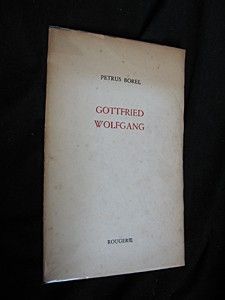 PETRUS BOREL
GOTTFRIED
WOLFGANG
ROUGERIE